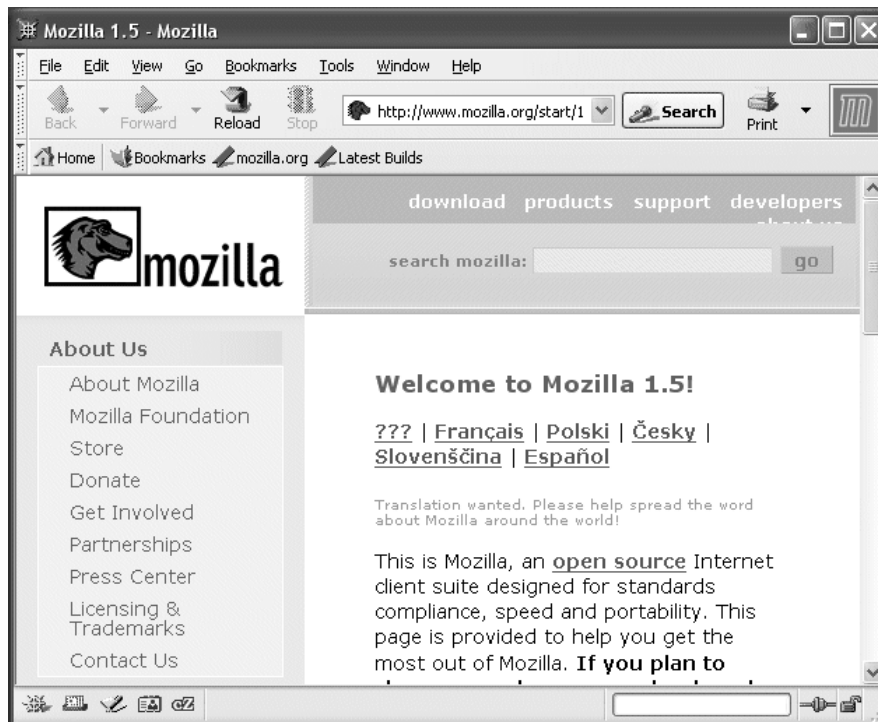 Mozilla 1.5 - Mozilla
File Edit View Go Bookmarks Tools Window Help
Back Forward Reload Stop http://www.mozilla.org/start/1 Search Print
Home Bookmarks mozilla.org Latest Builds
mozilla
download products support developers
about us
search mozilla: go
About Us
About Mozilla
Mozilla Foundation
Store
Donate
Get Involved
Partnerships
Press Center
Licensing &
Trademarks
Contact Us
Welcome to Mozilla 1.5!
??? | Français | Polski | Česky |
Slovenščina | Español
Translation wanted. Please help spread the word
about Mozilla around the world!
This is Mozilla, an open source Internet
client suite designed for standards
compliance, speed and portability. This
page is provided to help you get the
most out of Mozilla. If you plan to